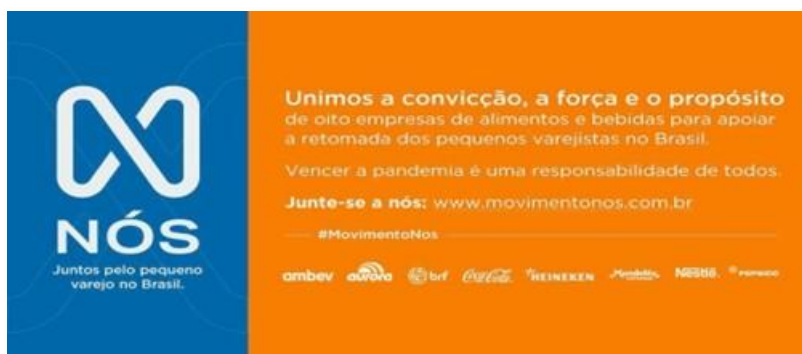 NÓS
Juntos pelo pequeno
varejo no Brasil.
Unimos a convicção, a força e o propósito
de oito empresas de alimentos e bebidas para apoiar
a retomada dos pequenos varejistas no Brasil.
Vencer a pandemia é uma responsabilidade de todos.
Junte-se a nós: www.movimentonos.com.br
#MovimentoNos
ambev aurora brf Coca-Cola HEINEKEN Mondelēz Nestlé. PEPSICO